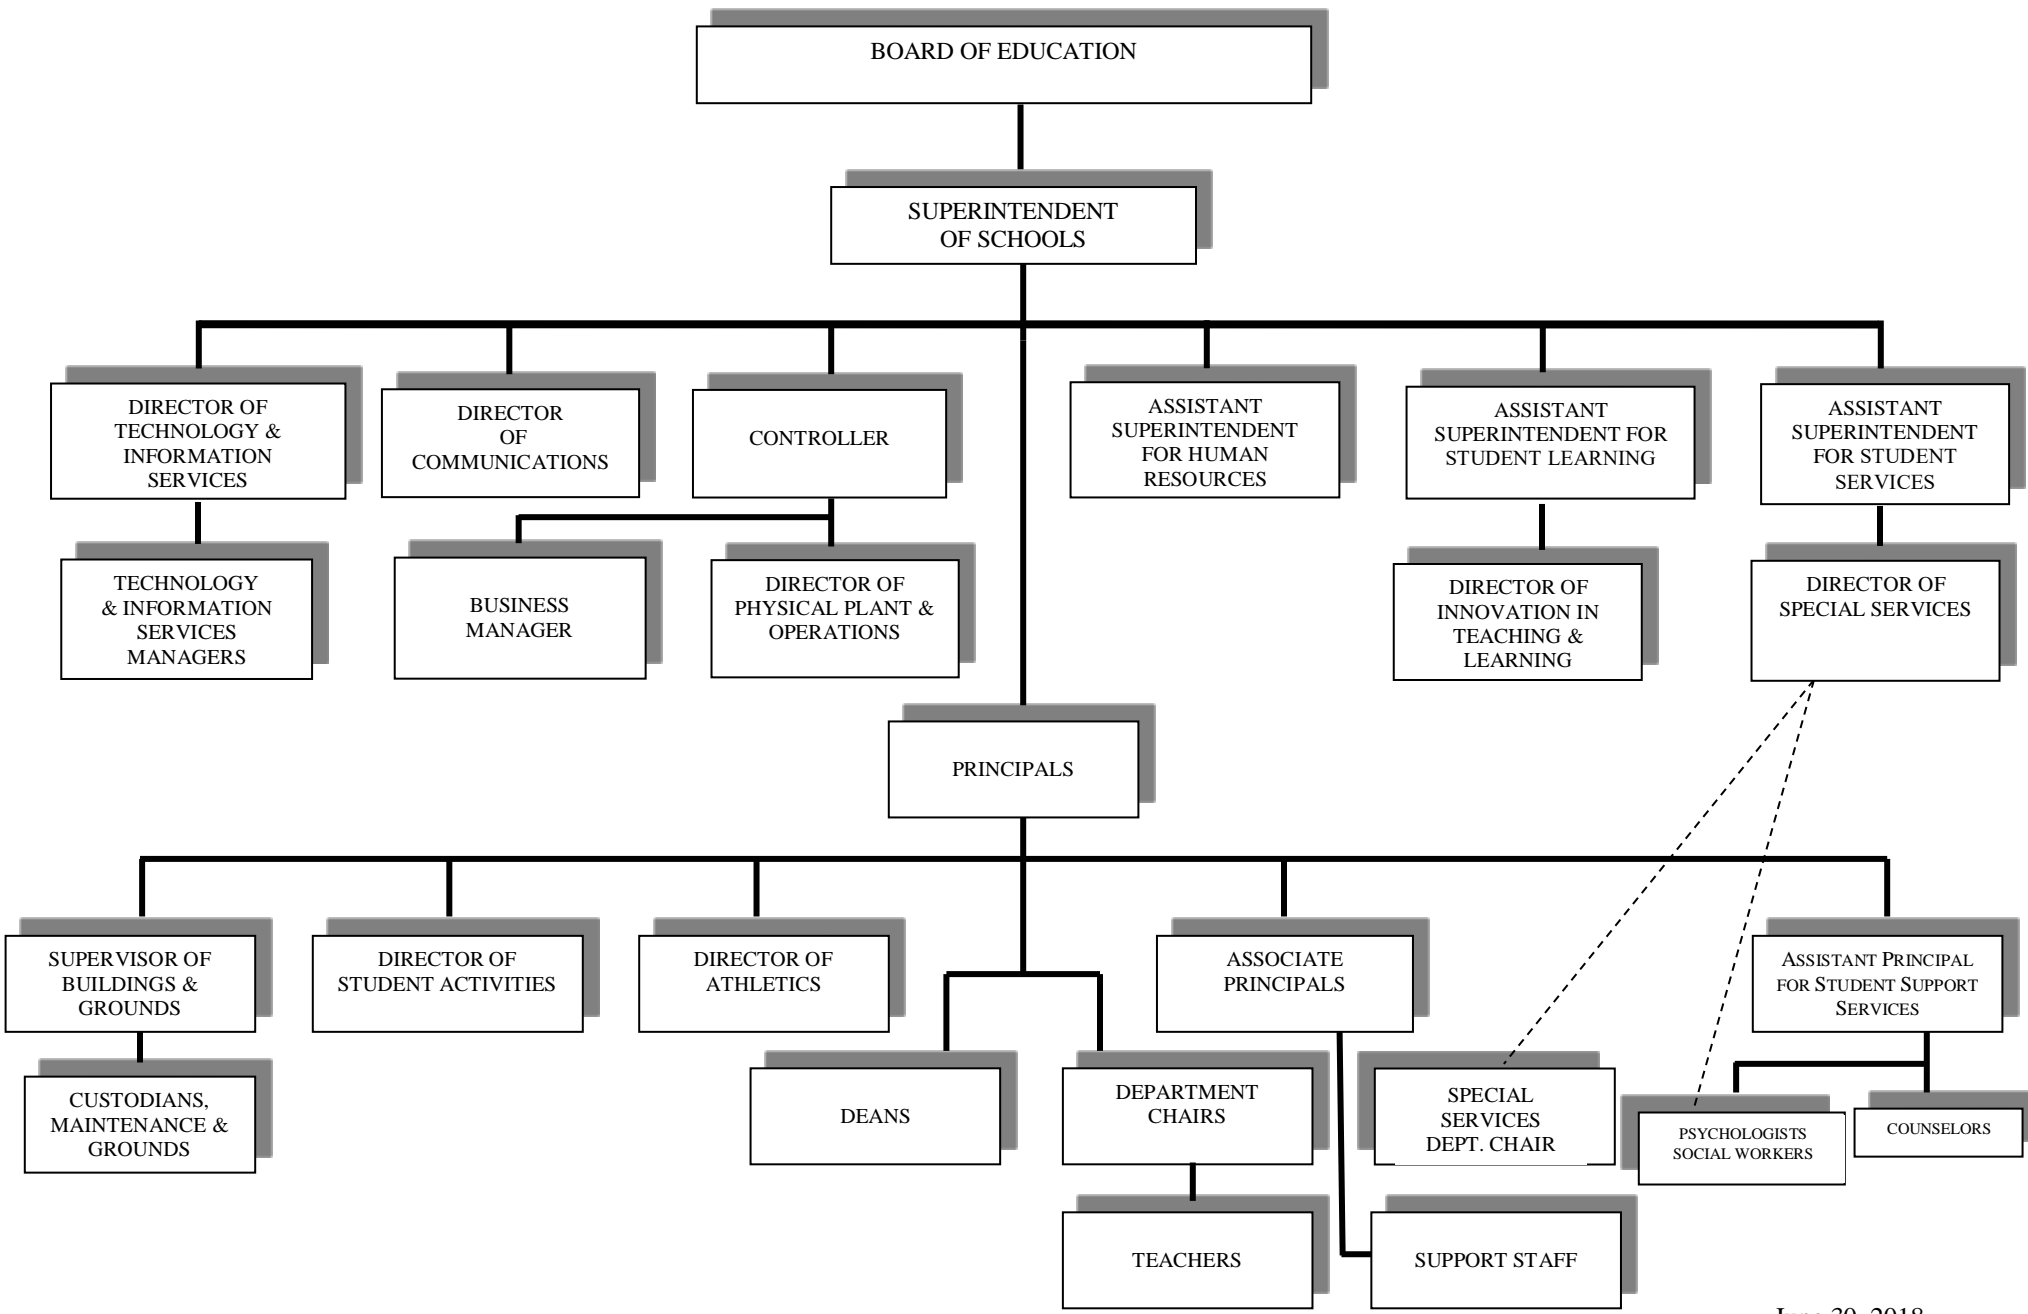 BOARD OF EDUCATION
SUPERINTENDENT
OF SCHOOLS
DIRECTOR OF
TECHNOLOGY &
INFORMATION
SERVICES
DIRECTOR
OF
COMMUNICATIONS
CONTROLLER
ASSISTANT
SUPERINTENDENT
FOR HUMAN
RESOURCES
ASSISTANT
SUPERINTENDENT FOR
STUDENT LEARNING
ASSISTANT
SUPERINTENDENT
FOR STUDENT
SERVICES
TECHNOLOGY
& INFORMATION
SERVICES
MANAGERS
BUSINESS
MANAGER
DIRECTOR OF
PHYSICAL PLANT &
OPERATIONS
DIRECTOR OF
INNOVATION IN
TEACHING &
LEARNING
DIRECTOR OF
SPECIAL SERVICES
PRINCIPALS
SUPERVISOR OF
BUILDINGS &
GROUNDS
DIRECTOR OF
STUDENT ACTIVITIES
DIRECTOR OF
ATHLETICS
ASSOCIATE
PRINCIPALS
ASSISTANT PRINCIPAL
FOR STUDENT SUPPORT
SERVICES
CUSTODIANS,
MAINTENANCE &
GROUNDS
DEANS
DEPARTMENT
CHAIRS
SPECIAL
SERVICES
DEPT. CHAIR
PSYCHOLOGISTS
SOCIAL WORKERS
COUNSELORS
TEACHERS
SUPPORT STAFF
June 30, 2018